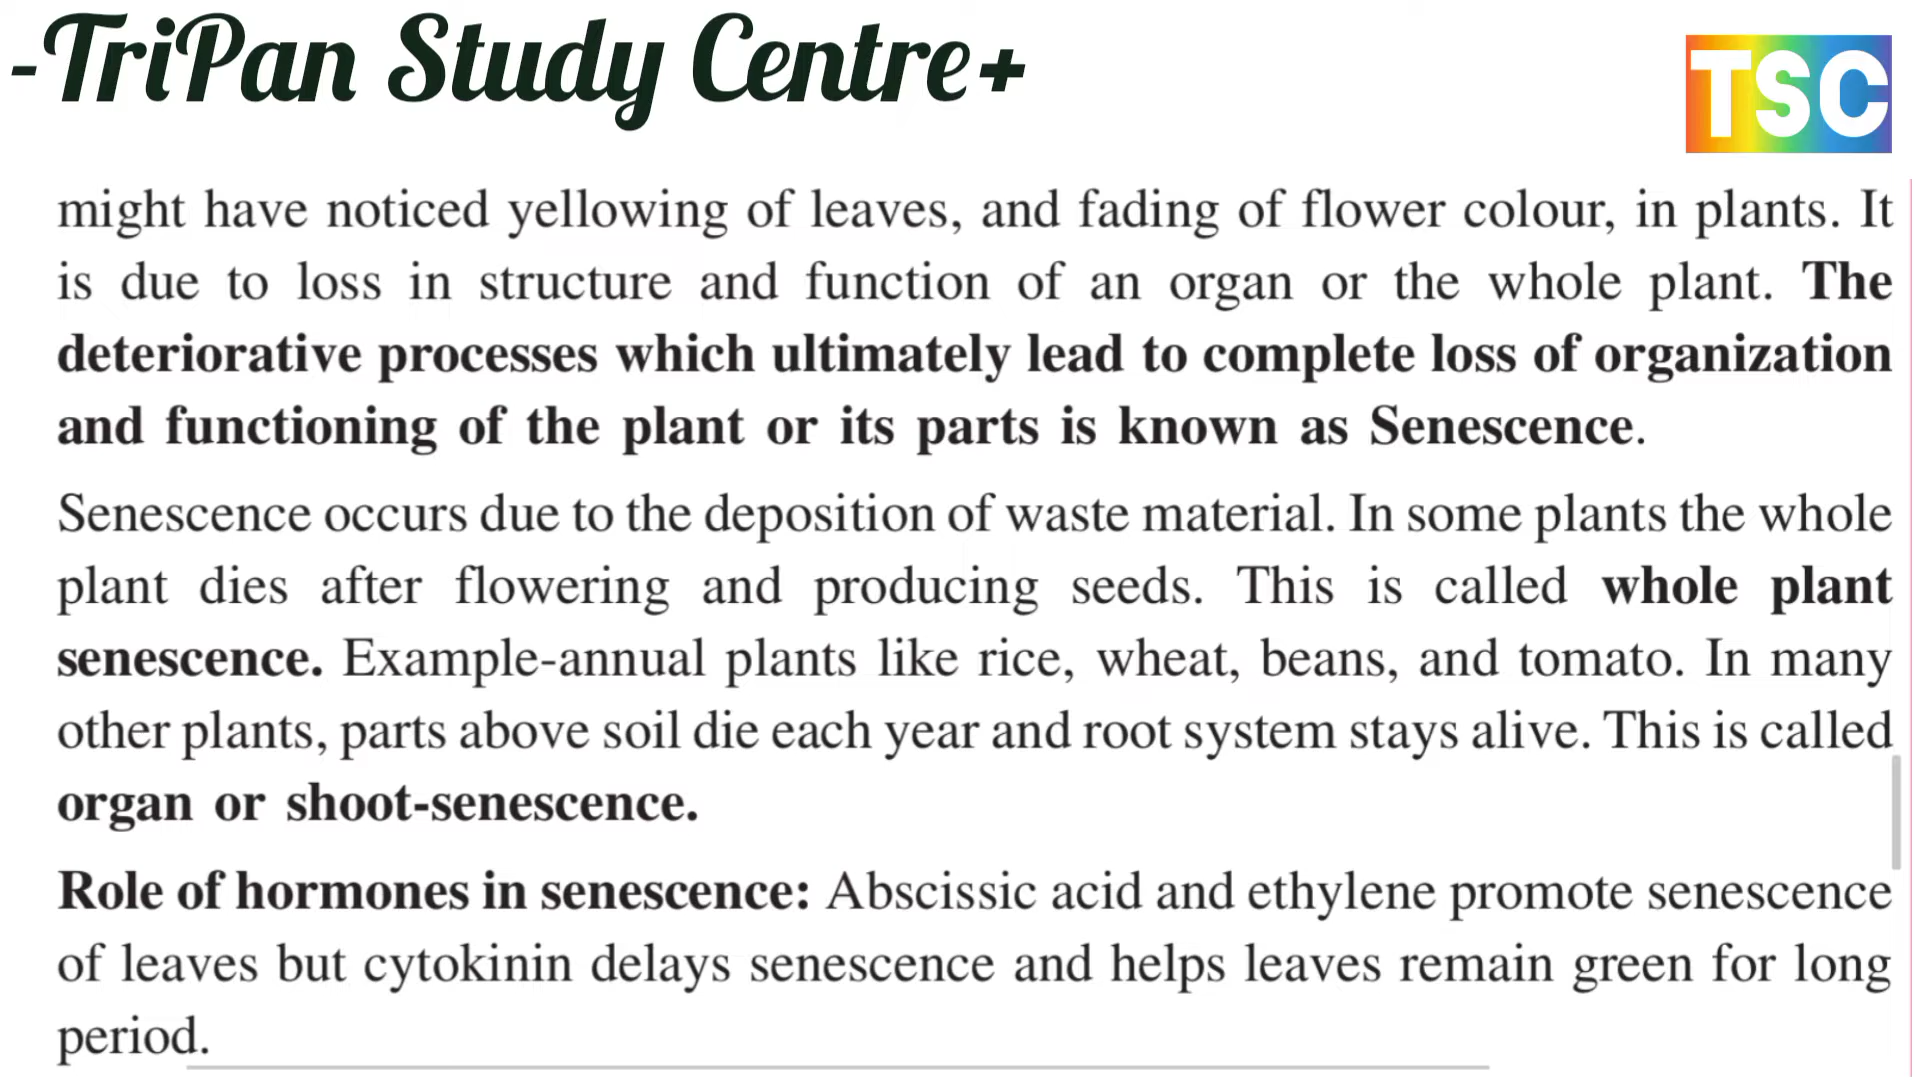 -TriPan Study Centre+
TSC
might have noticed yellowing of leaves, and fading of flower colour, in plants. It
is due to loss in structure and function of an organ or the whole plant. The
deteriorative processes which ultimately lead to complete loss of organization
and functioning of the plant or its parts is known as Senescence.
Senescence occurs due to the deposition of waste material. In some plants the whole
plant dies after flowering and producing seeds. This is called whole plant
senescence. Example-annual plants like rice, wheat, beans, and tomato. In many
other plants, parts above soil die each year and root system stays alive. This is called
organ or shoot-senescence.
Role of hormones in senescence: Abscissic acid and ethylene promote senescence
of leaves but cytokinin delays senescence and helps leaves remain green for long
period.